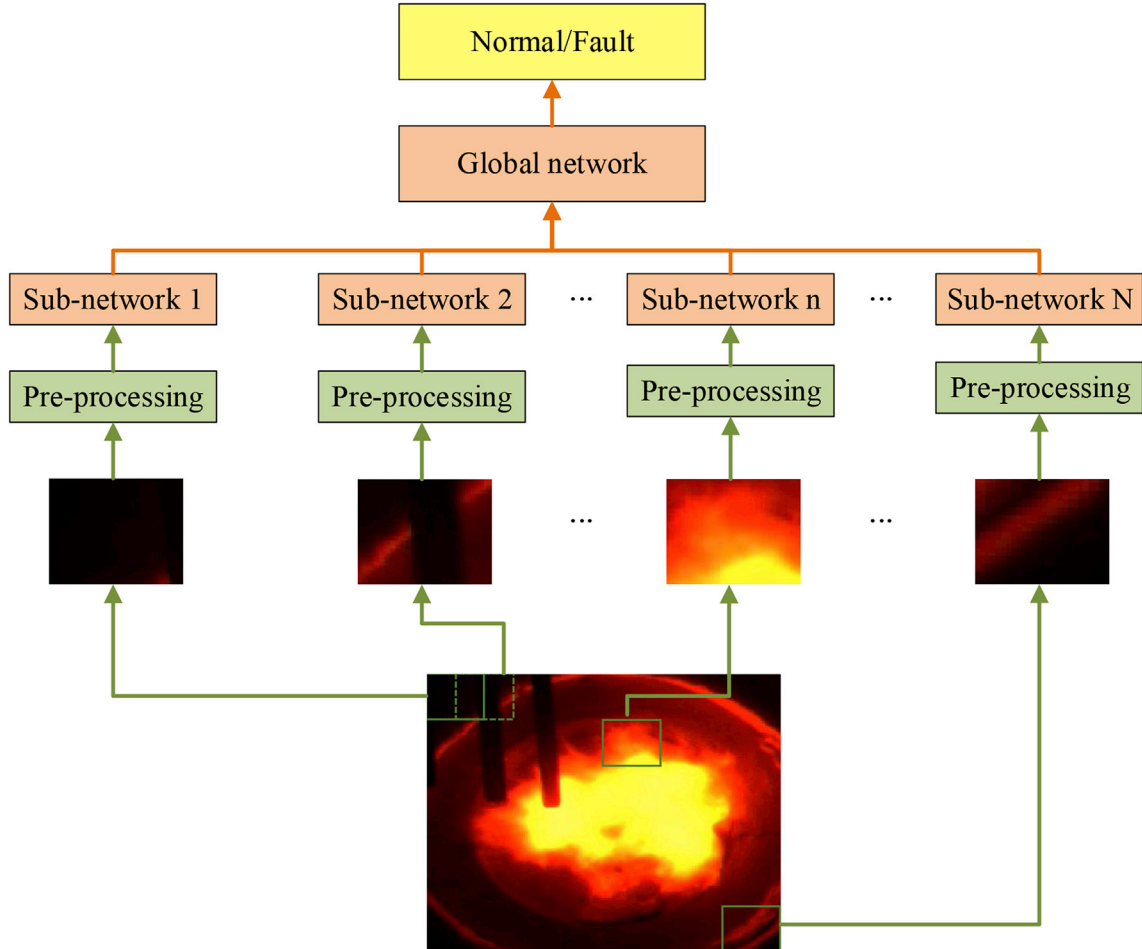 Normal/Fault
Global network
Sub-network 1
Sub-network 2
...
Sub-network n
...
Sub-network N
Pre-processing
Pre-processing
Pre-processing
Pre-processing
...
...